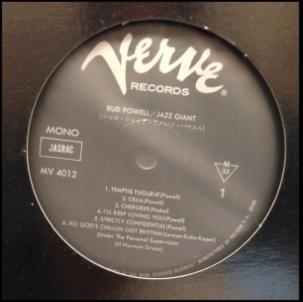 Verve
RECORDS
BUD POWELL/JAZZ GIANT
MONO
JASRAC
MV 4012
M
33
1
1. TEMPUS FUGUE-IT(Powell)
2. CELIA(Powell)
3. CHEROKEE(Noble)
4. I'LL KEEP LOVING YOU(Powell)
5. STRICTLY CONFIDENTIAL(Powell)
6. ALL GOD'S CHILLUN GOT RHYTHM(Jurman-Kahn-Kaper)
(Under The Personal Supervision
Of Norman Granz)